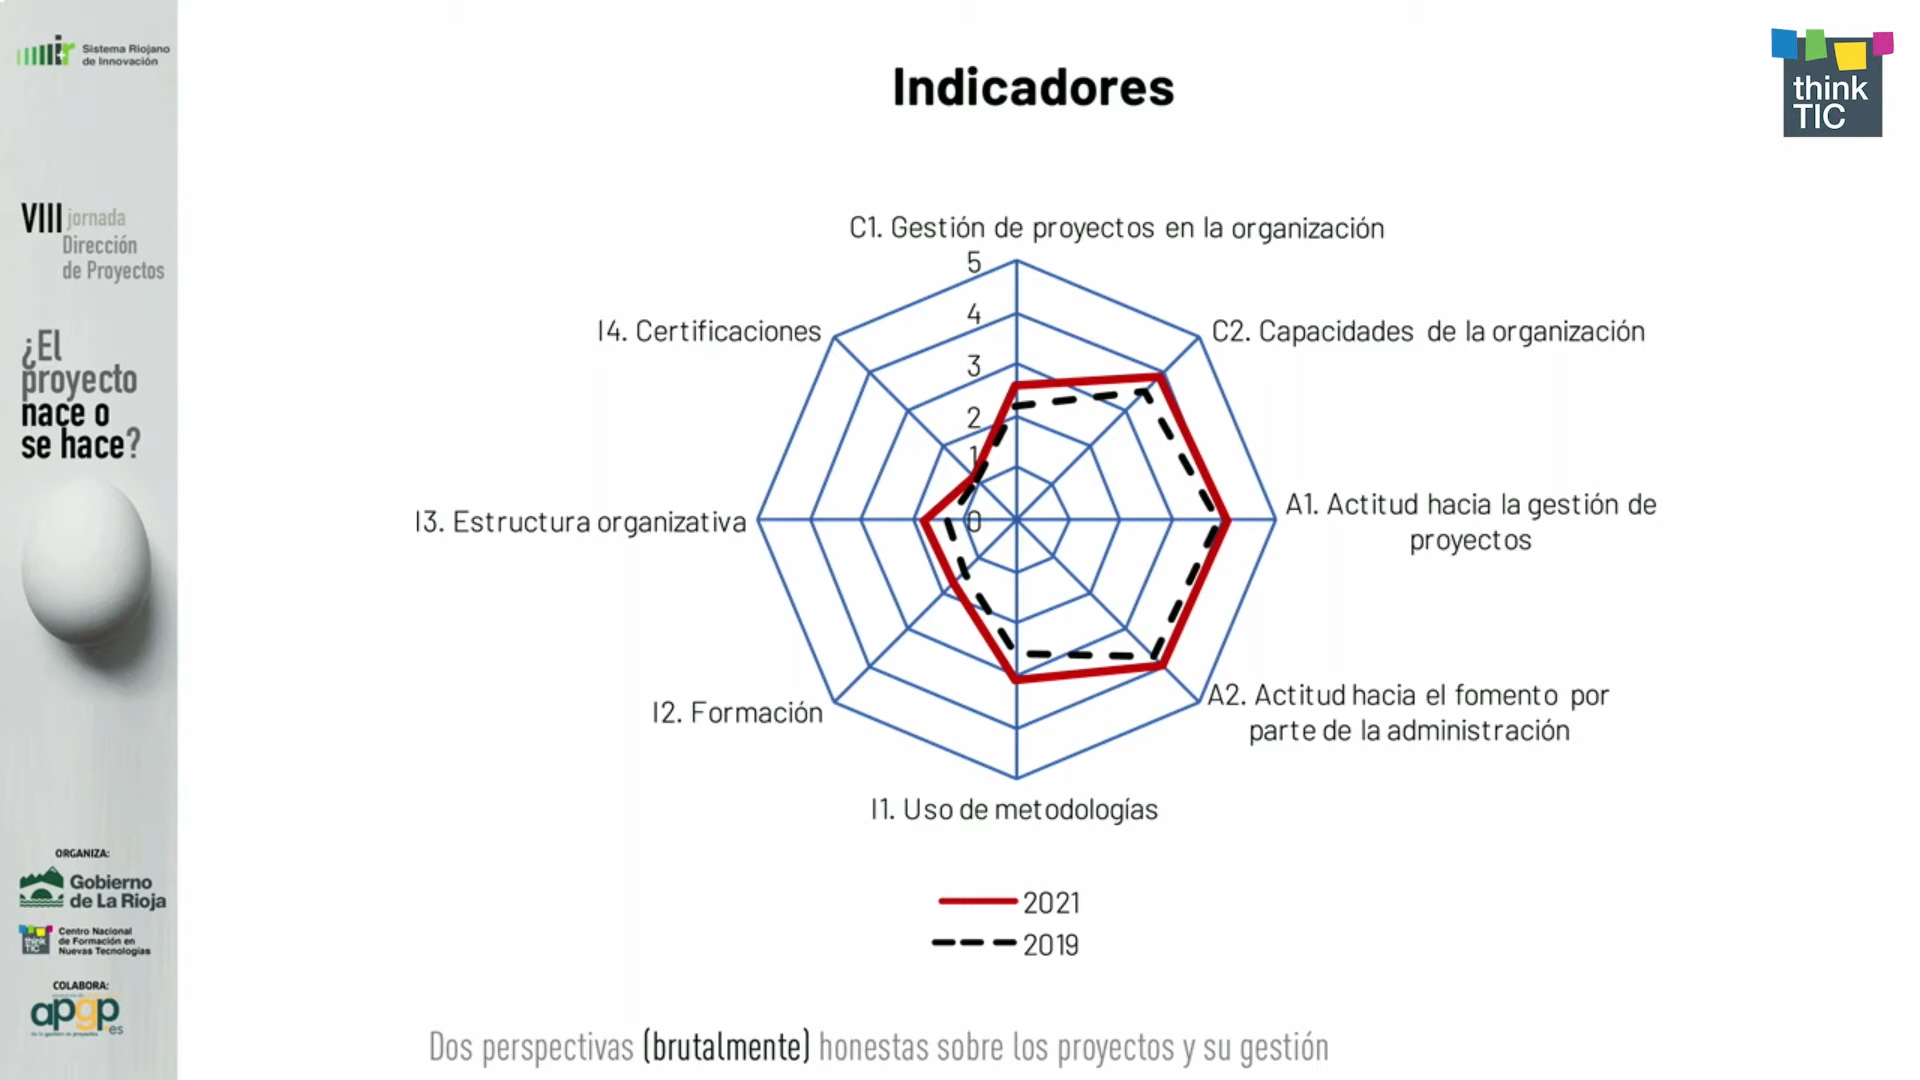 Sistema Riojano
de Innovación
Indicadores
think
TIC
VIII jornada
Dirección
de Proyectos
¿El
proyecto
nace o
se hace?
C1. Gestión de proyectos en la organización
5
4
3
2
1
0
C2. Capacidades de la organización
A1. Actitud hacia la gestión de
proyectos
A2. Actitud hacia el fomento por
parte de la administración
I1. Uso de metodologías
I2. Formación
I3. Estructura organizativa
I4. Certificaciones
2021
2019
ORGANIZA:
Gobierno
de La Rioja
think
TIC
Centro Nacional
de Formación en
Nuevas Tecnologías
COLABORA:
apgp
.es
Dos perspectivas (brutalmente) honestas sobre los proyectos y su gestión